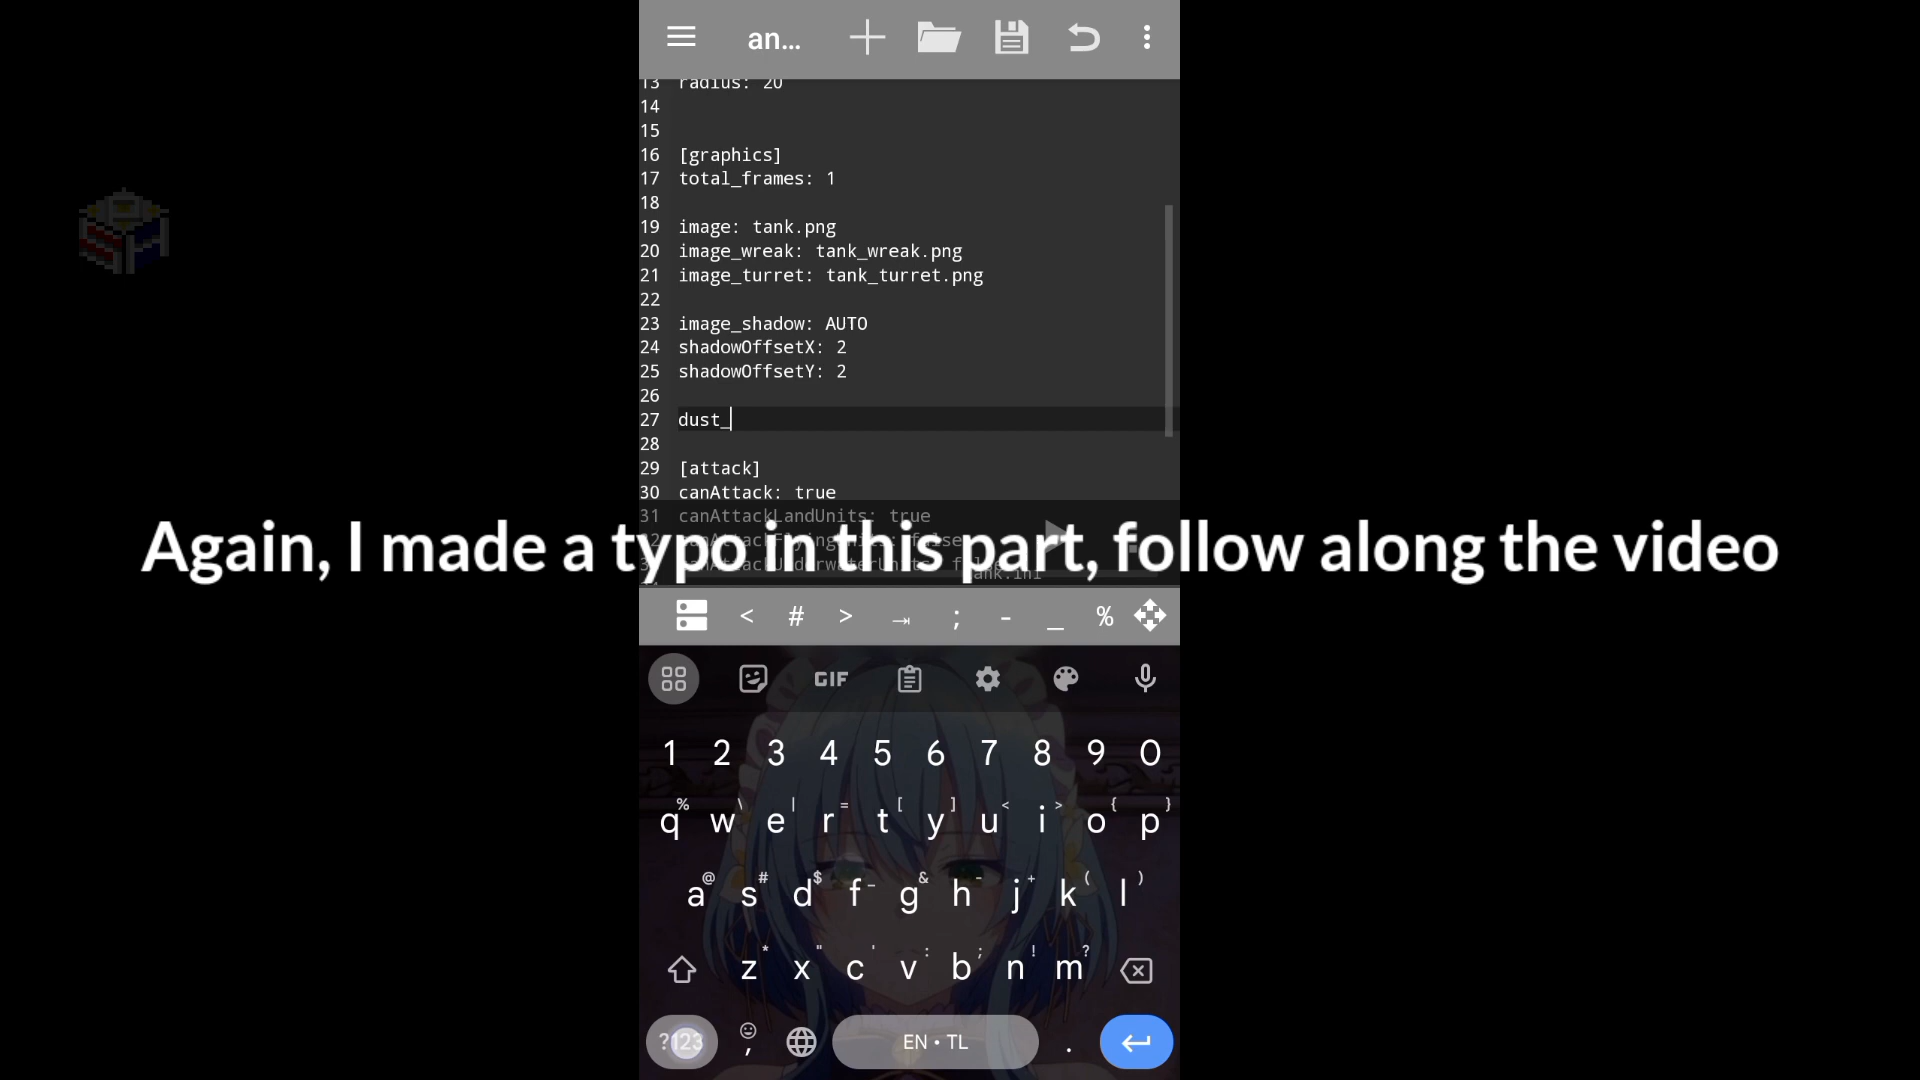 an...
13 radius: 20
14
15
16 [graphics]
17 total_frames: 1
18
19 image: tank.png
20 image_wreak: tank_wreak.png
21 image_turret: tank_turret.png
22
23 image_shadow: AUTO
24 shadowOffsetX: 2
25 shadowOffsetY: 2
26
27 dust_
28
29 [attack]
30 canAttack: true
31 canAttackLandUnits: true
Again, I made a typo in this part, follow along the video
< # > → ; - _ %
GIF
1 2 3 4 5 6 7 8 9 0
% \ | = [ ] < > { }
q w e r t y u i o p
@ # $ _ & - + ( )
a s d f g h j k l
* " ' : ; ! ?
z x c v b n m
?123 , EN • TL .